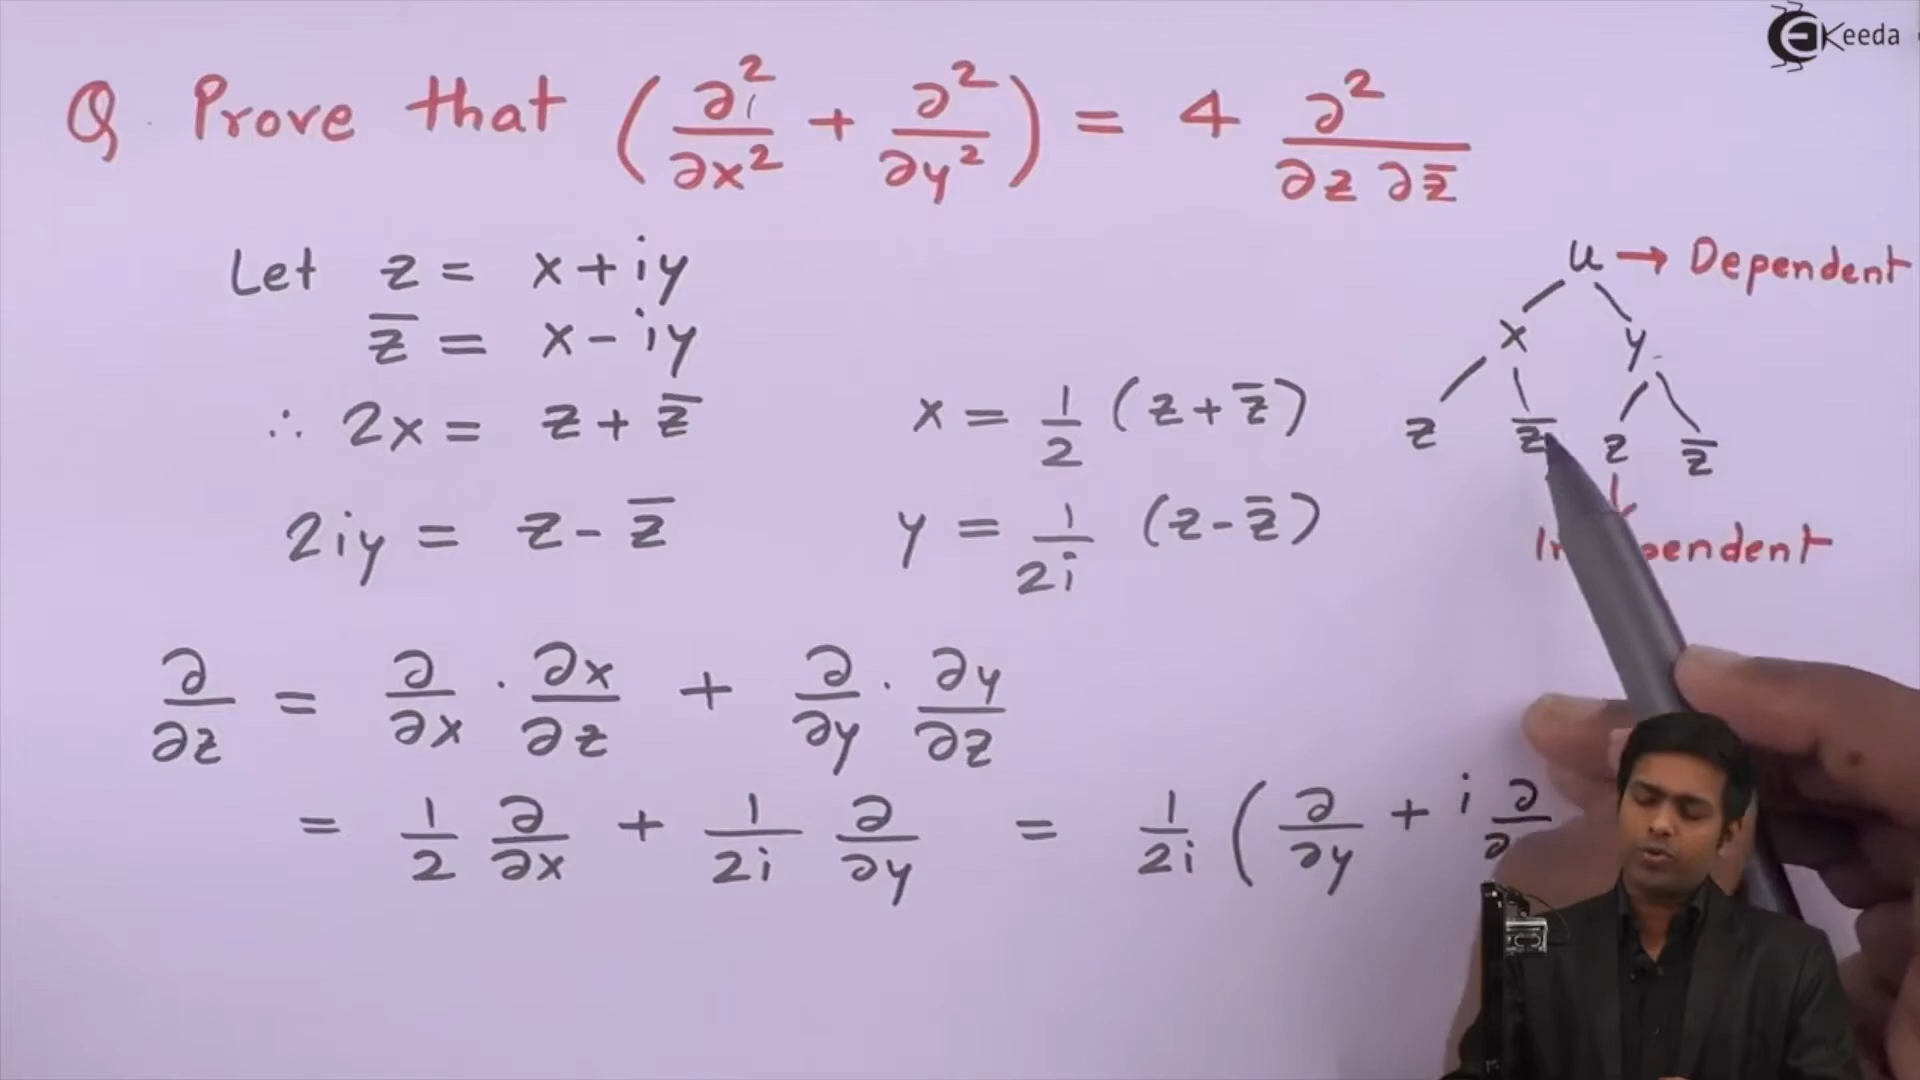 EKeeda
Q. Prove that (∂²/∂x² + ∂²/∂y²) = 4 ∂²/∂z ∂z̅
Let z = x + iy
z̅ = x - iy
∴ 2x = z + z̅
x = 1/2 (z + z̅)
2iy = z - z̅
y = 1/2i (z - z̅)
u → Dependent
x y
z z̅ z z̅
∂/∂z = ∂/∂x · ∂x/∂z + ∂/∂y · ∂y/∂z
= 1/2 ∂/∂x + 1/2i ∂/∂y = 1/2i (∂/∂y + i ∂/∂